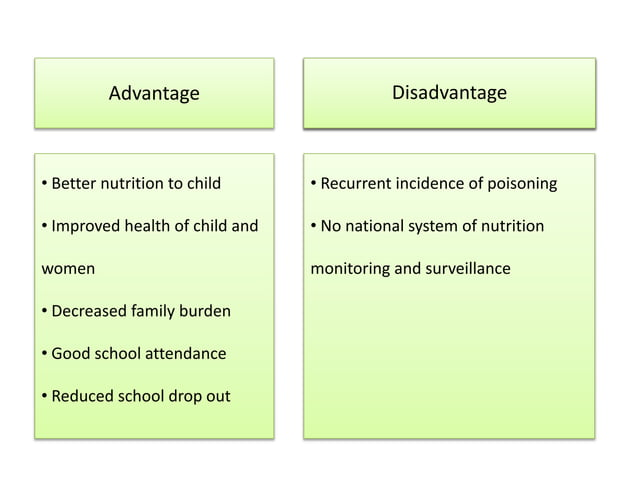 Advantage
Disadvantage
• Better nutrition to child
• Improved health of child and
women
• Decreased family burden
• Good school attendance
• Reduced school drop out
• Recurrent incidence of poisoning
• No national system of nutrition
monitoring and surveillance